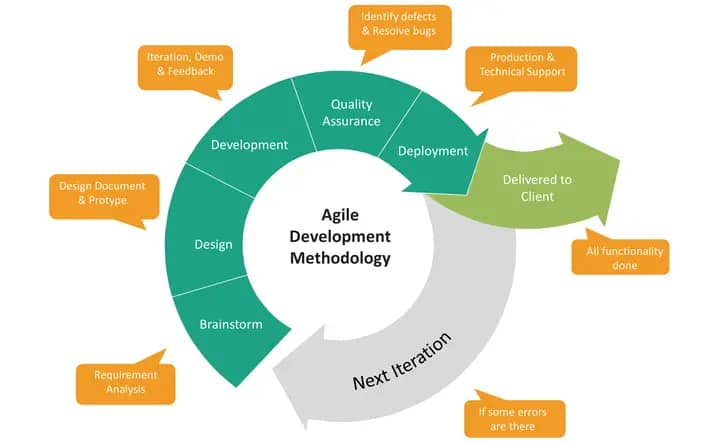 Identify defects
& Resolve bugs
Iteration, Demo
& Feedback
Production &
Technical Support
Quality
Assurance
Development
Deployment
Delivered to
Client
Design Document
& Protype
Agile
Development
Methodology
Design
All functionality
done
Brainstorm
Next Iteration
Requirement
Analysis
If some errors
are there